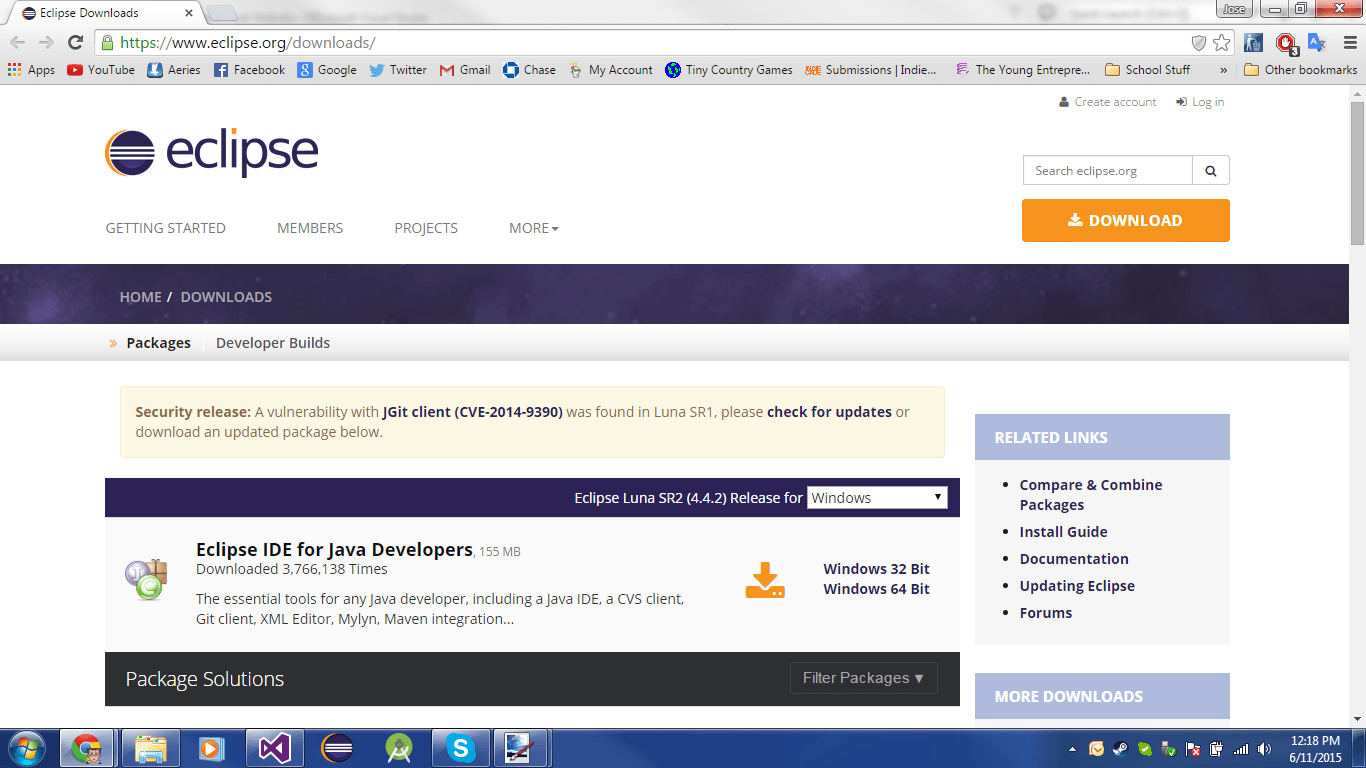 Eclipse Downloads
Jose
https://www.eclipse.org/downloads/
3
Apps YouTube Aeries Facebook Google Twitter Gmail Chase My Account Tiny Country Games Submissions | Indie... The Young Entrepre... School Stuff » Other bookmarks
Create account Log in
eclipse
Search eclipse.org
GETTING STARTED MEMBERS PROJECTS MORE
DOWNLOAD
HOME / DOWNLOADS
» Packages Developer Builds
Security release: A vulnerability with JGit client (CVE-2014-9390) was found in Luna SR1, please check for updates or
download an updated package below.
Eclipse Luna SR2 (4.4.2) Release for Windows
Eclipse IDE for Java Developers, 155 MB
Downloaded 3,766,138 Times
The essential tools for any Java developer, including a Java IDE, a CVS client,
Git client, XML Editor, Mylyn, Maven integration...
Windows 32 Bit
Windows 64 Bit
Package Solutions
Filter Packages ▾
RELATED LINKS
• Compare & Combine
Packages
• Install Guide
• Documentation
• Updating Eclipse
• Forums
MORE DOWNLOADS
12:18 PM
6/11/2015